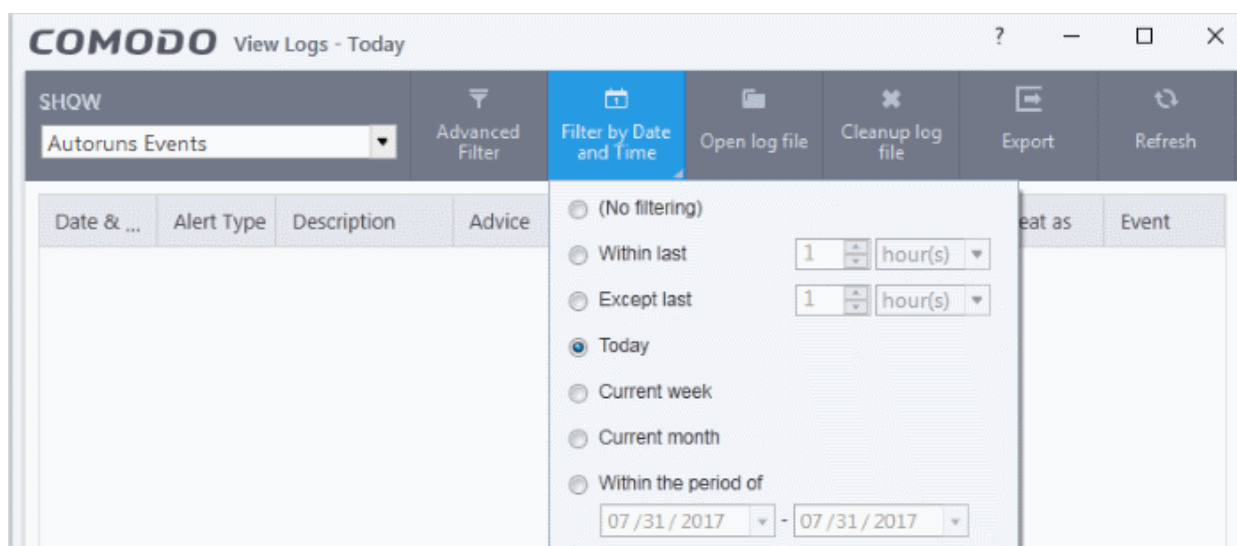 COMODO View Logs - Today
?
SHOW
Autoruns Events
Advanced
Filter
Filter by Date
and Time
Open log file
Cleanup log
file
Export
Refresh
Date & ... Alert Type Description Advice eat as Event
(No filtering)
Within last 1 hour(s)
Except last 1 hour(s)
Today
Current week
Current month
Within the period of
07/31/2017 - 07/31/2017